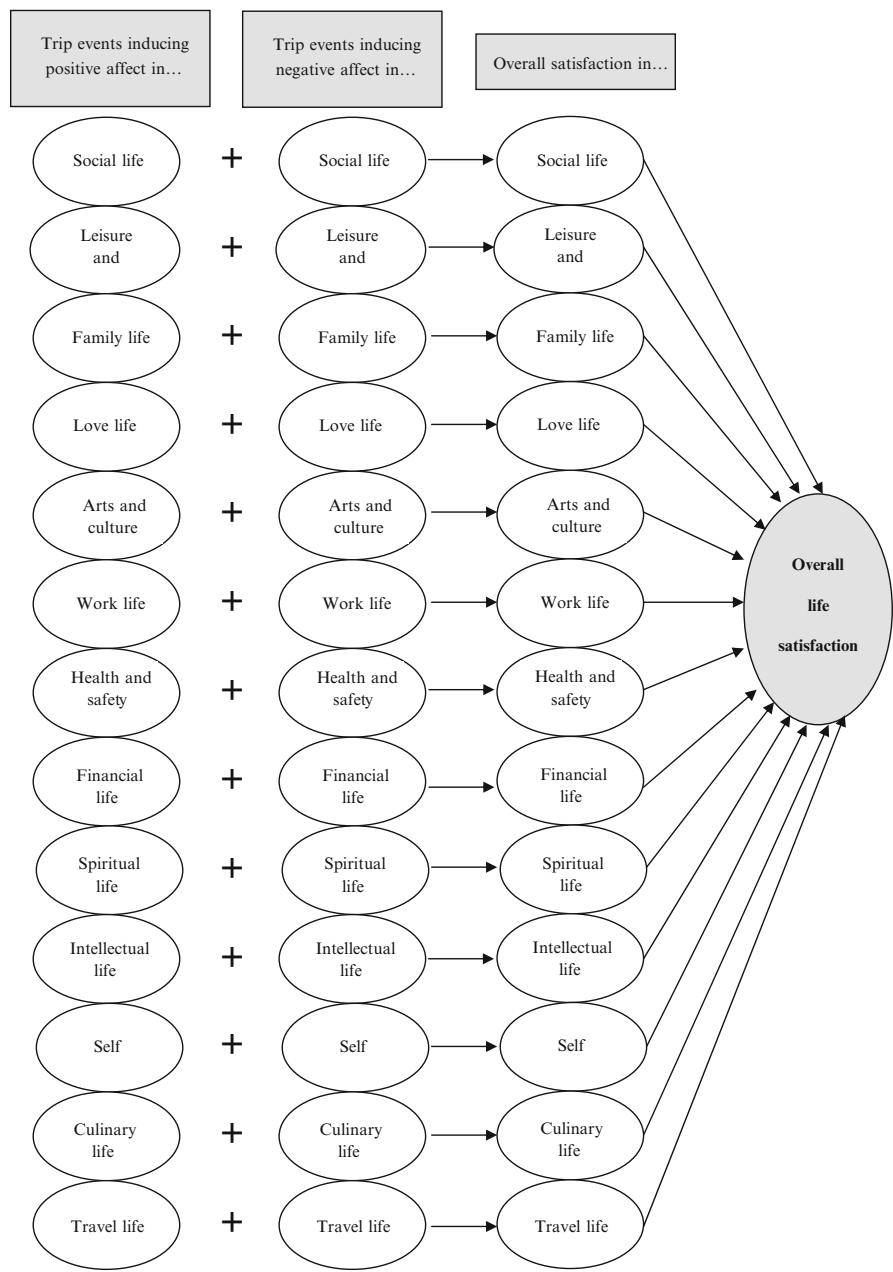 Trip events inducing
positive affect in…
Trip events inducing
negative affect in…
Overall satisfaction in…
Social life
+
Social life
Social life
Leisure
and
+
Leisure
and
Leisure
and
Family life
+
Family life
Family life
Love life
+
Love life
Love life
Arts and
culture
+
Arts and
culture
Arts and
culture
Work life
+
Work life
Work life
Health and
safety
+
Health and
safety
Health and
safety
Financial
life
+
Financial
life
Financial
life
Spiritual
life
+
Spiritual
life
Spiritual
life
Intellectual
life
+
Intellectual
life
Intellectual
life
Self
+
Self
Self
Culinary
life
+
Culinary
life
Culinary
life
Travel life
+
Travel life
Travel life
Overall
life
satisfaction